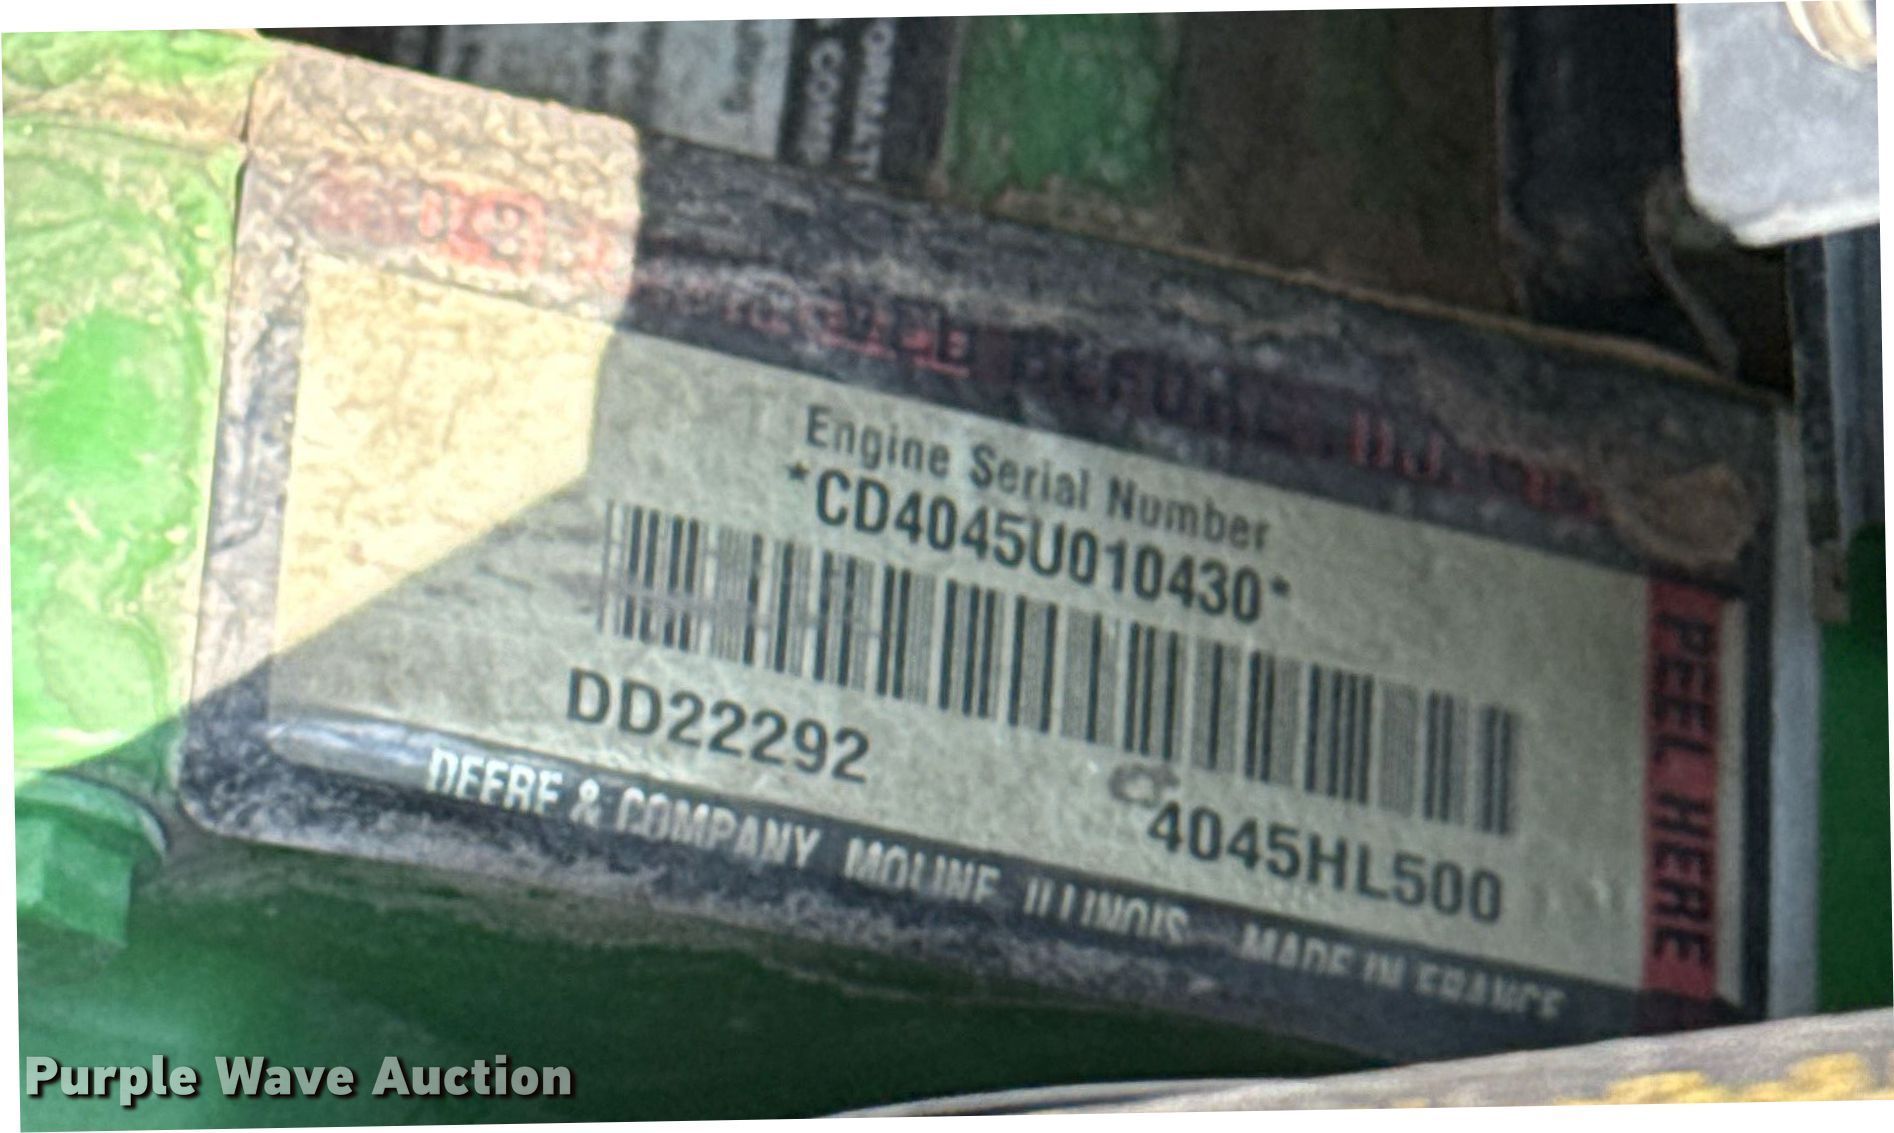 Engine Serial Number
*CD4045U010430*
DD22292
4045HL500
DEERE & COMPANY MOLINE ILLINOIS MADE IN FRANCE
PEEL HERE
Purple Wave Auction